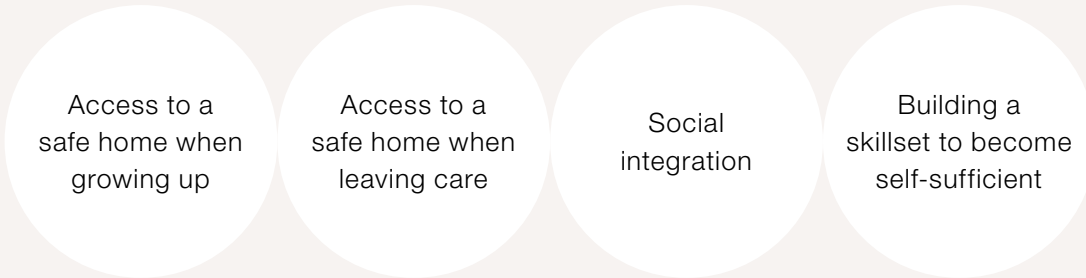 Access to a
safe home when
growing up
Access to a
safe home when
leaving care
Social
integration
Building a
skillset to become
self-sufficient